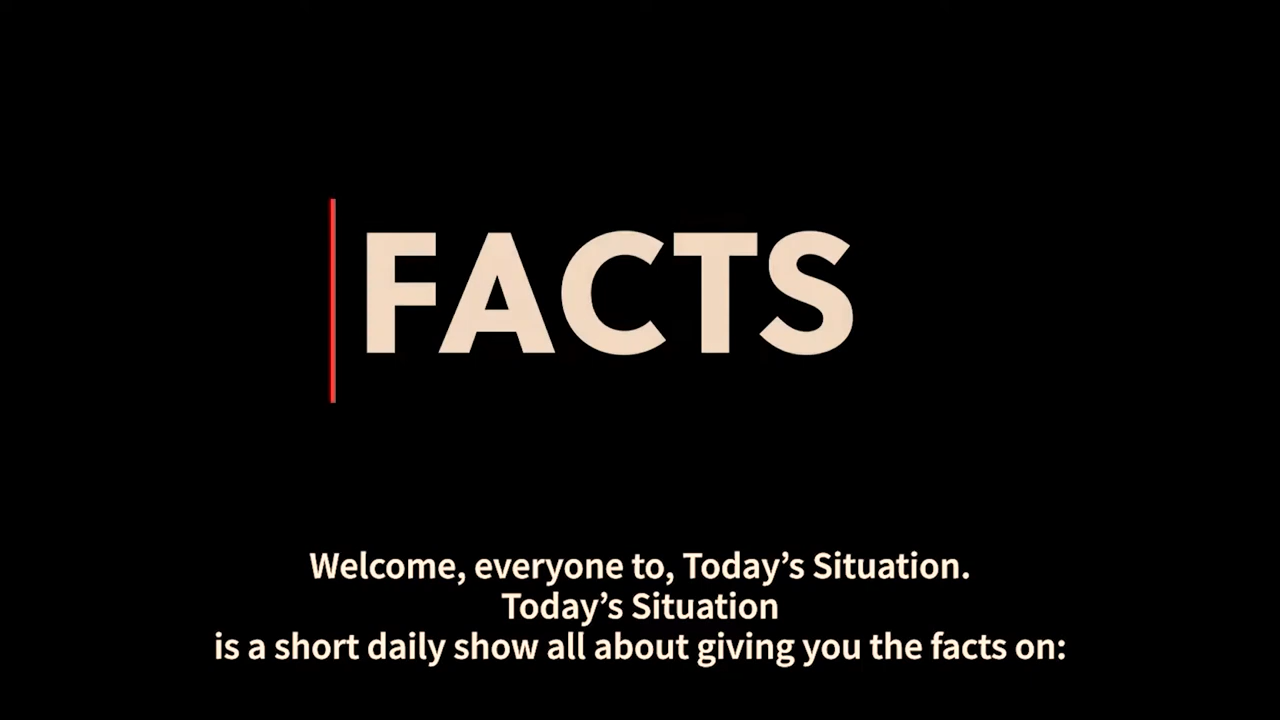 FACTS
Welcome, everyone to, Today’s Situation.
Today’s Situation
is a short daily show all about giving you the facts on: